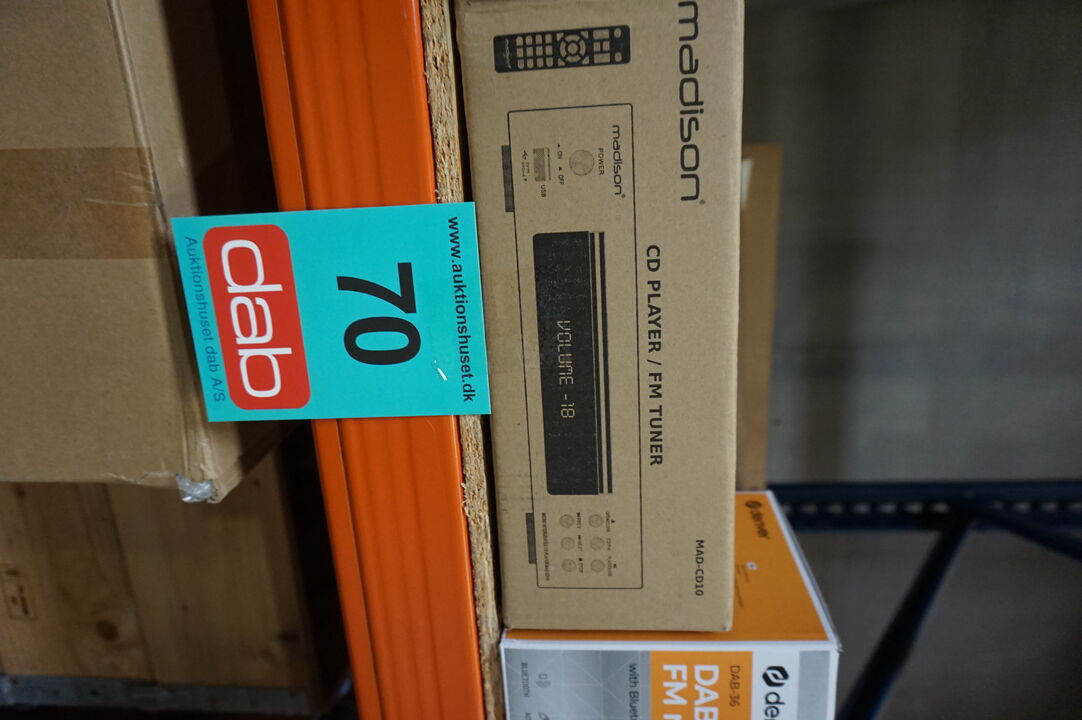 madison
CD PLAYER / FM TUNER
MAD-CD10
madison
POWER
ON OFF
USB
VOLUME -18
www.auktionshuset.dk
70
dab
Auktionshuset dab A/S
denver
DAB-36
DAB
FM
with
BLUETOOTH